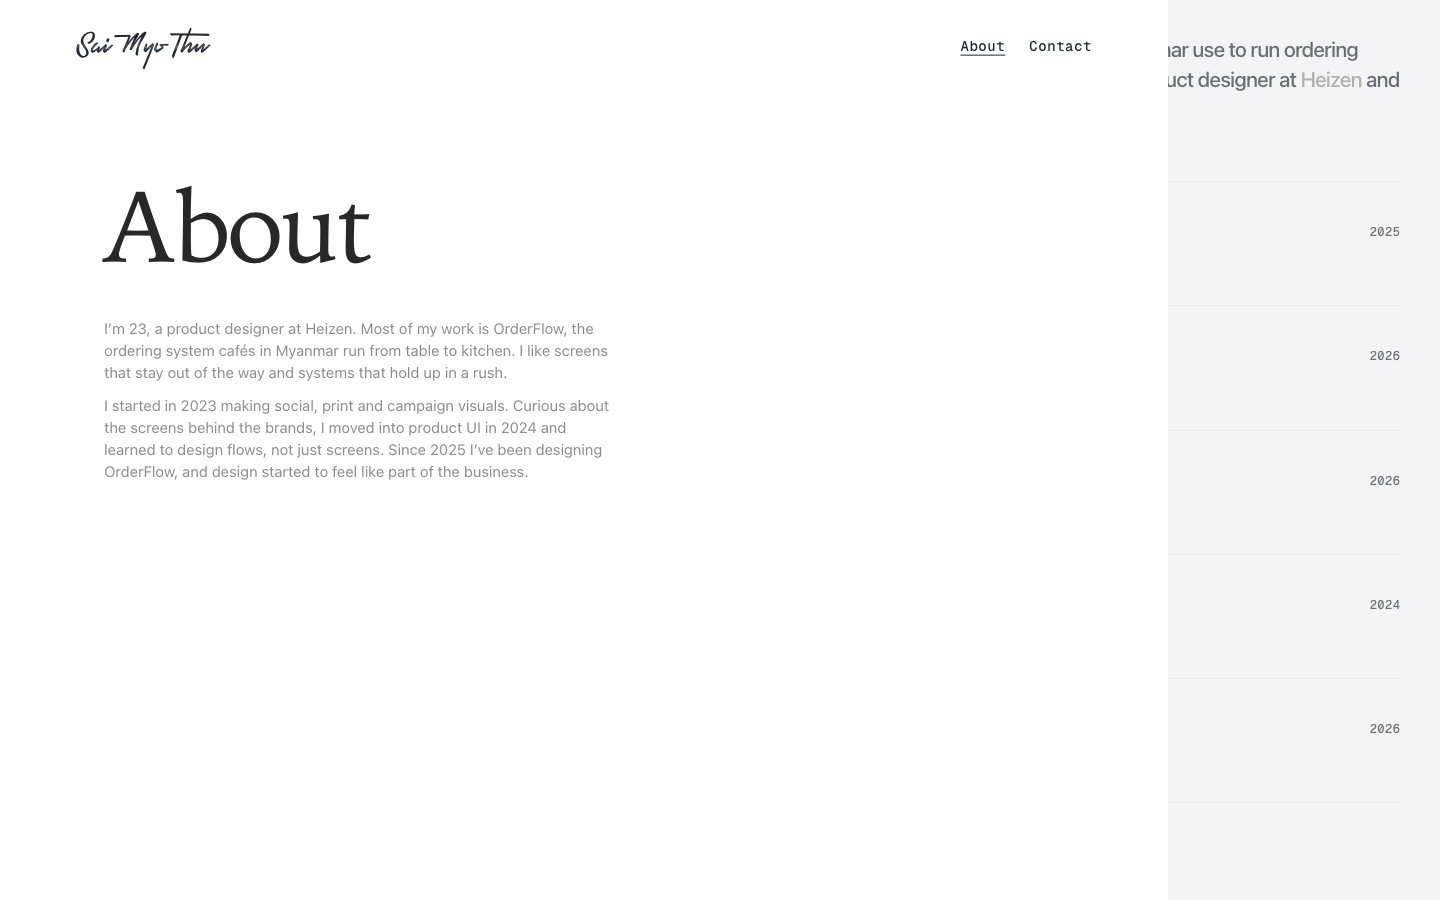 Sai Myo Thu
About Contact
About
I’m 23, a product designer at Heizen. Most of my work is OrderFlow, the
ordering system cafés in Myanmar run from table to kitchen. I like screens
that stay out of the way and systems that hold up in a rush.
I started in 2023 making social, print and campaign visuals. Curious about
the screens behind the brands, I moved into product UI in 2024 and
learned to design flows, not just screens. Since 2025 I’ve been designing
OrderFlow, and design started to feel like part of the business.
use to run ordering
designer at Heizen and
2025
2026
2026
2024
2026